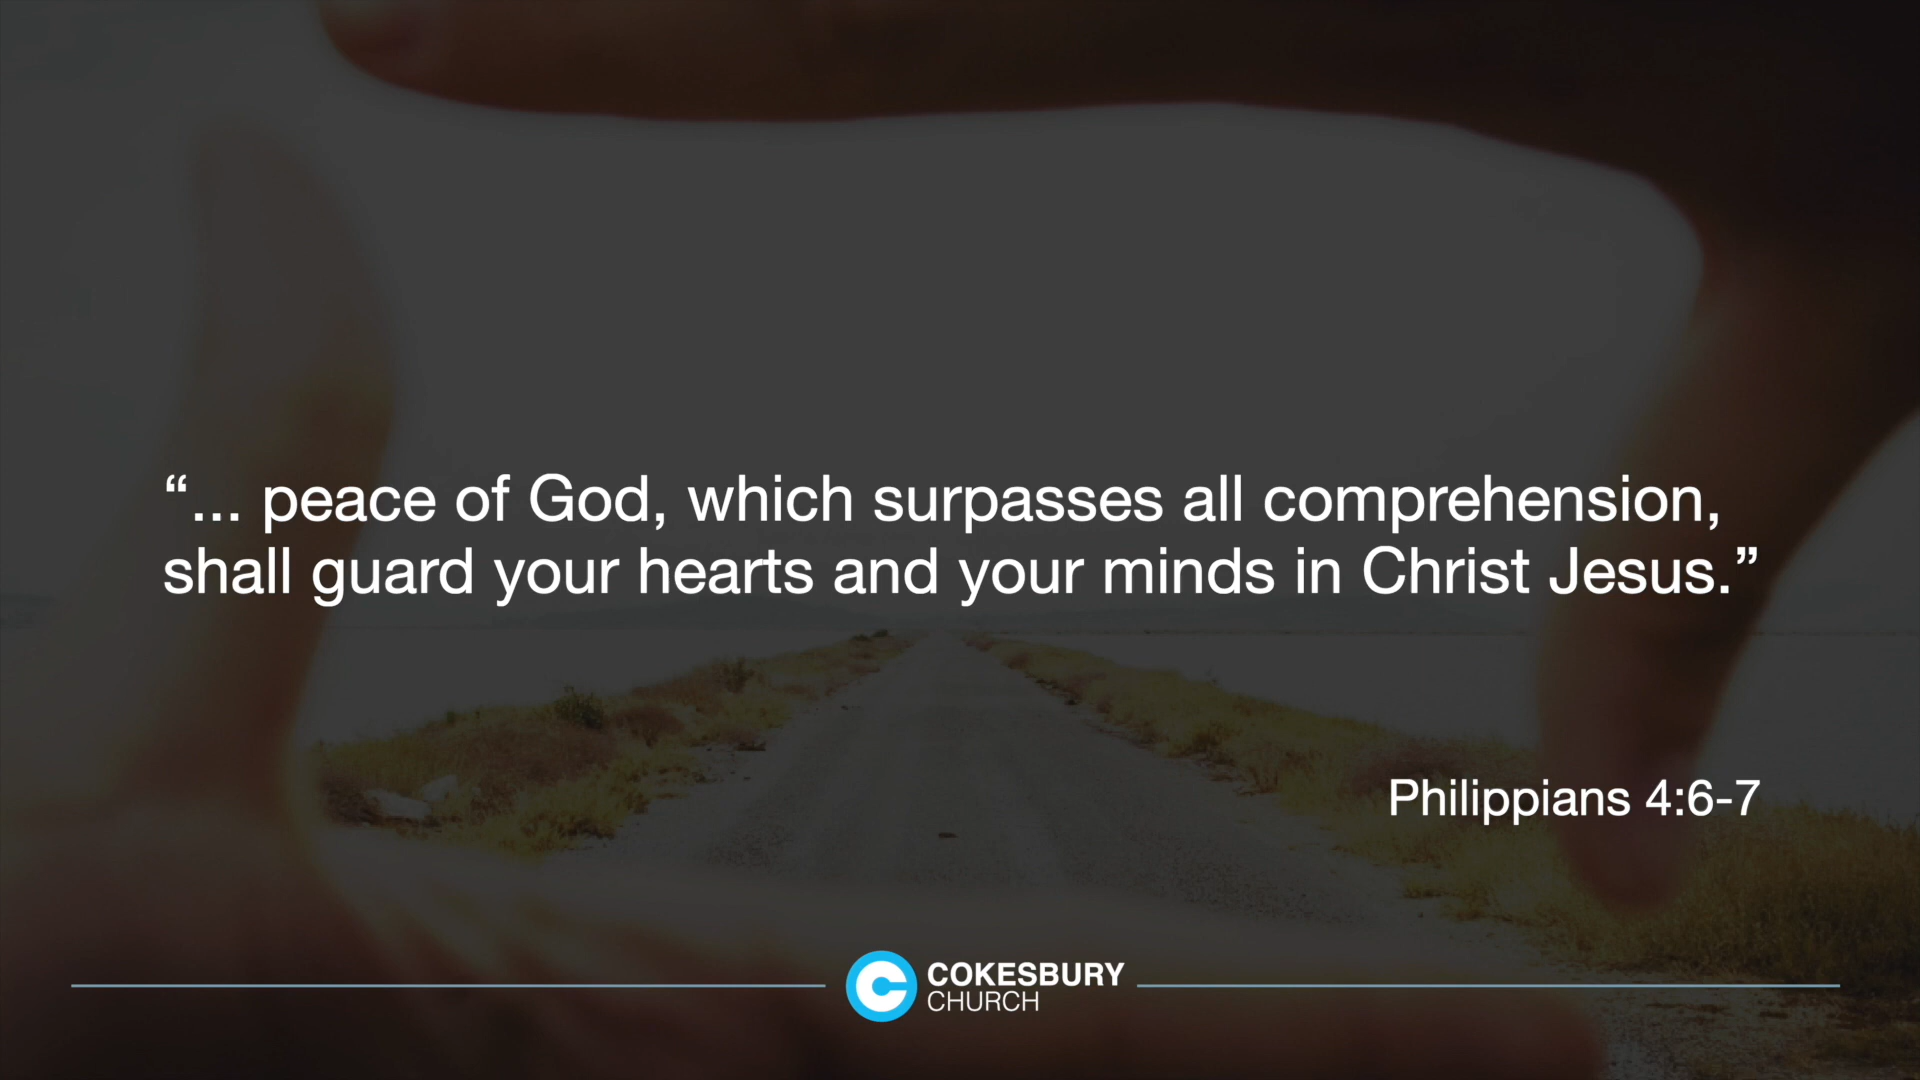 “... peace of God, which surpasses all comprehension,
shall guard your hearts and your minds in Christ Jesus.”
Philippians 4:6-7
COKESBURY
CHURCH